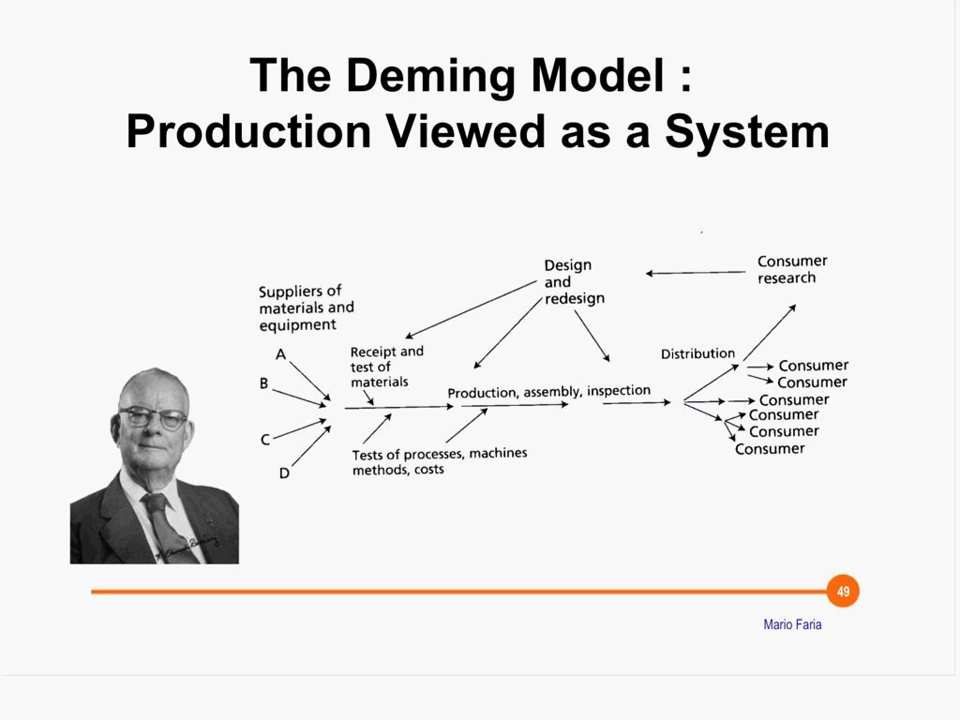 The Deming Model :
Production Viewed as a System
Suppliers of
materials and
equipment
A
B
C
D
Receipt and
test of
materials
Design
and
redesign
Consumer
research
Production, assembly, inspection
Tests of processes, machines
methods, costs
Distribution
Consumer
Consumer
Consumer
Consumer
Consumer
Consumer
49
Mario Faria